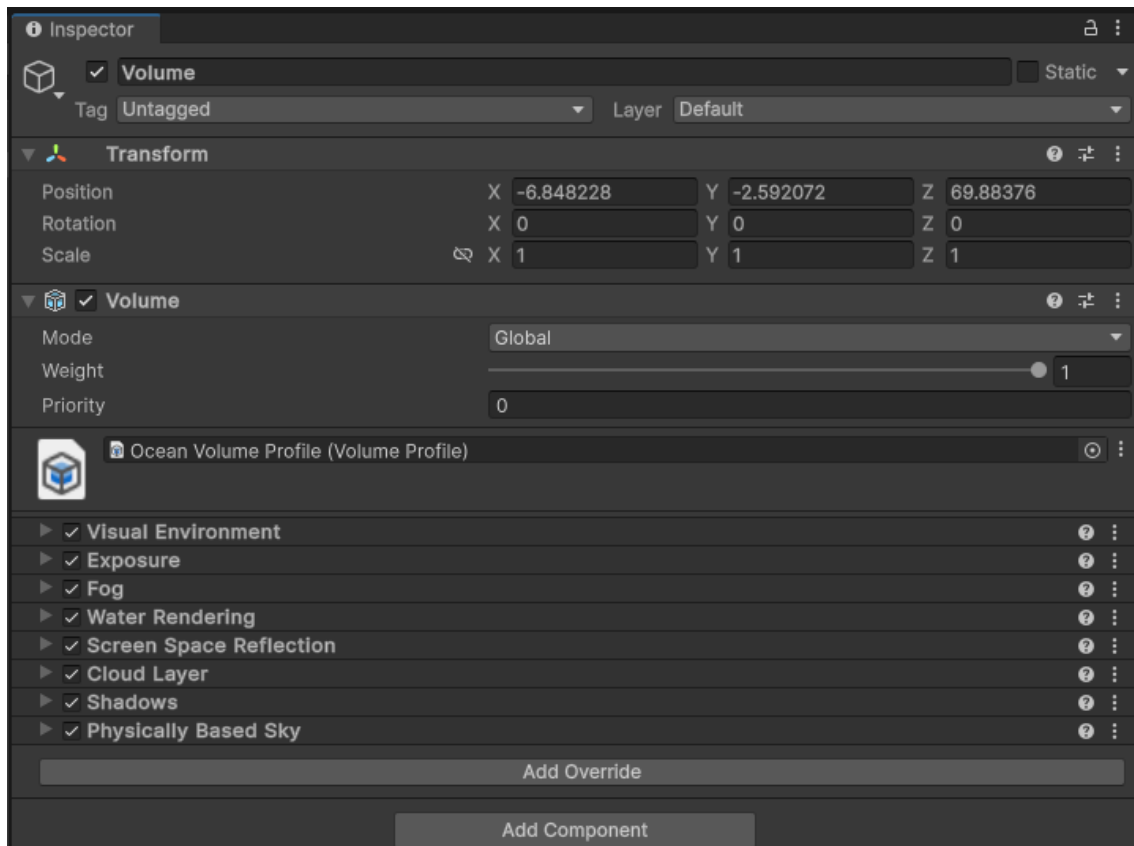 Inspector
Volume Static
Tag Untagged Layer Default
Transform
Position X -6.848228 Y -2.592072 Z 69.88376
Rotation X 0 Y 0 Z 0
Scale X 1 Y 1 Z 1
Volume
Mode Global
Weight 1
Priority 0
Ocean Volume Profile (Volume Profile)
Visual Environment
Exposure
Fog
Water Rendering
Screen Space Reflection
Cloud Layer
Shadows
Physically Based Sky
Add Override
Add Component